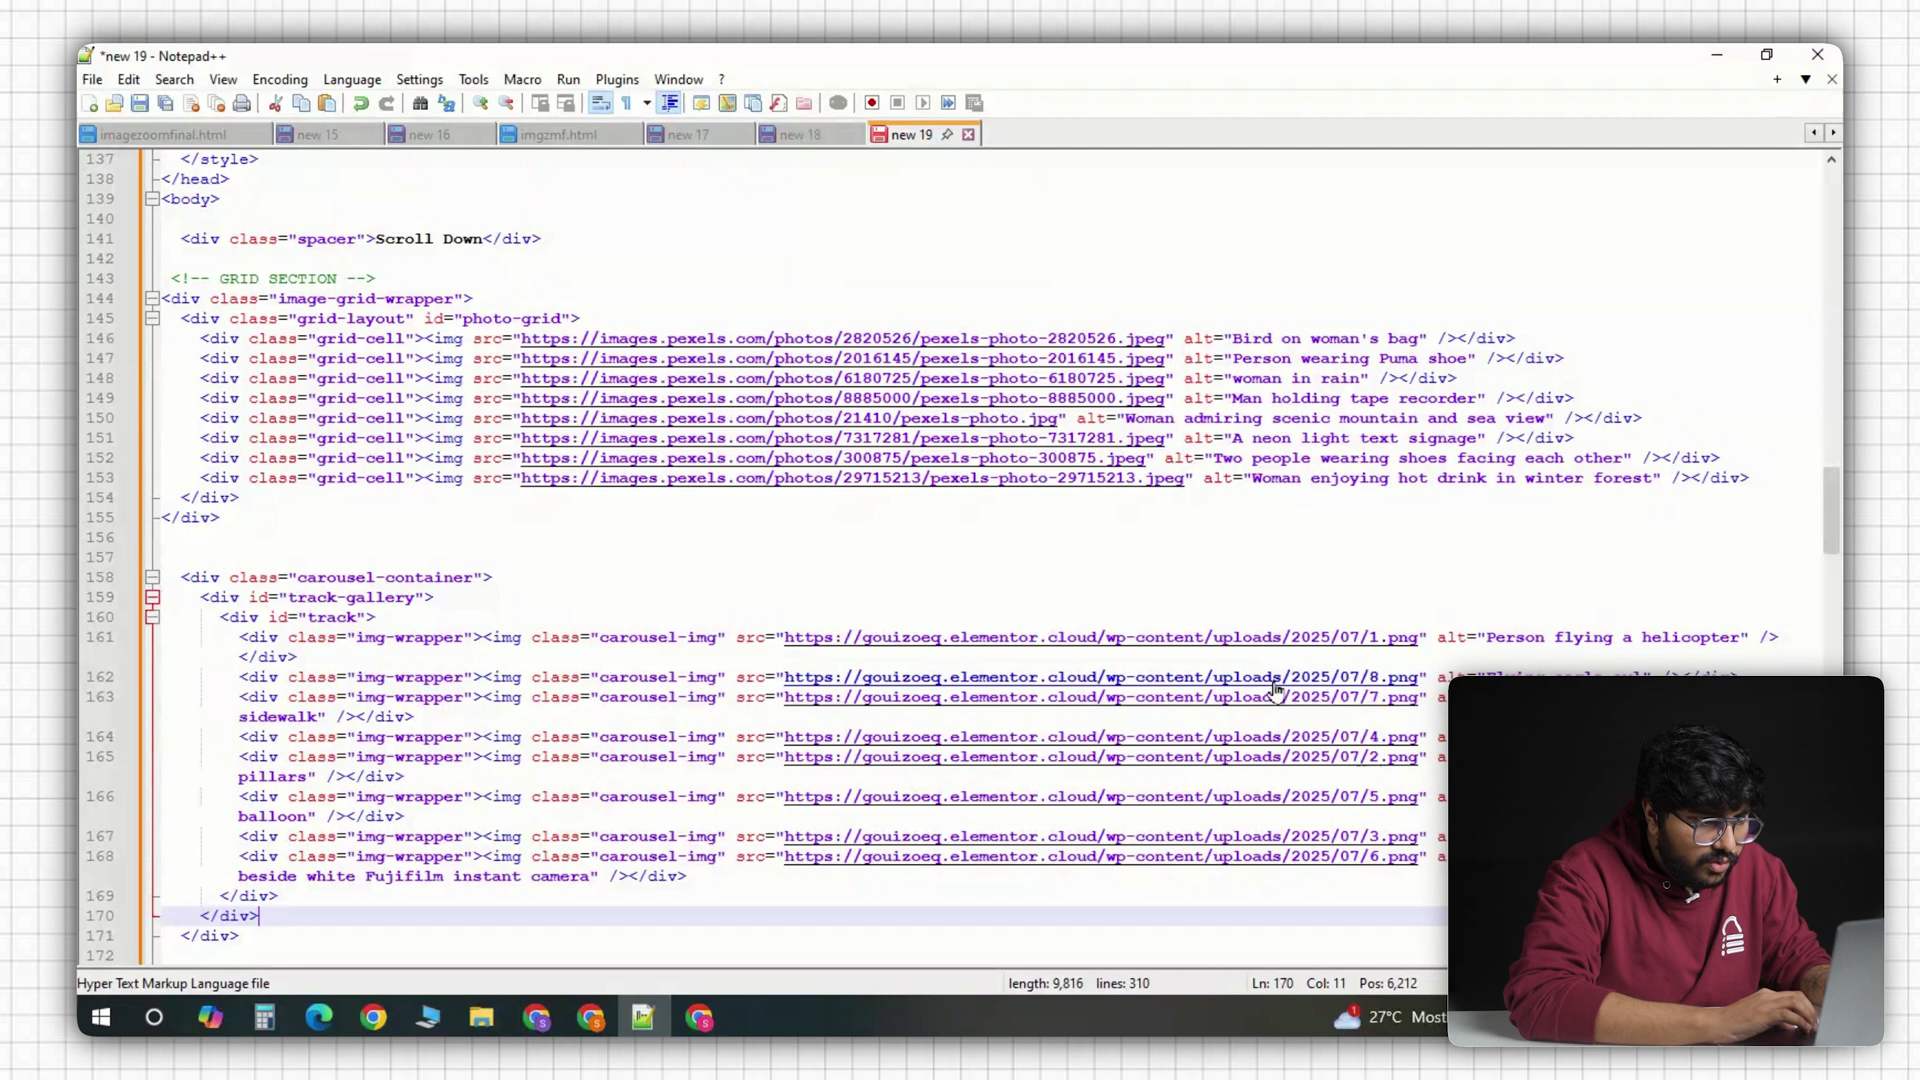 *new 19 - Notepad++
File Edit Search View Encoding Language Settings Tools Macro Run Plugins Window ?
imagezoomfinal.html new 15 new 16 imgzmf.html new 17 new 18 new 19
137 </style>
138 </head>
139 <body>
140
141 <div class="spacer">Scroll Down</div>
142
143 <!-- GRID SECTION -->
144 <div class="image-grid-wrapper">
145 <div class="grid-layout" id="photo-grid">
146 <div class="grid-cell"><img src="https://images.pexels.com/photos/2820526/pexels-photo-2820526.jpeg" alt="Bird on woman's bag" /></div>
147 <div class="grid-cell"><img src="https://images.pexels.com/photos/2016145/pexels-photo-2016145.jpeg" alt="Person wearing Puma shoe" /></div>
148 <div class="grid-cell"><img src="https://images.pexels.com/photos/6180725/pexels-photo-6180725.jpeg" alt="woman in rain" /></div>
149 <div class="grid-cell"><img src="https://images.pexels.com/photos/8885000/pexels-photo-8885000.jpeg" alt="Man holding tape recorder" /></div>
150 <div class="grid-cell"><img src="https://images.pexels.com/photos/21410/pexels-photo.jpg" alt="Woman admiring scenic mountain and sea view" /></div>
151 <div class="grid-cell"><img src="https://images.pexels.com/photos/7317281/pexels-photo-7317281.jpeg" alt="A neon light text signage" /></div>
152 <div class="grid-cell"><img src="https://images.pexels.com/photos/300875/pexels-photo-300875.jpeg" alt="Two people wearing shoes facing each other" /></div>
153 <div class="grid-cell"><img src="https://images.pexels.com/photos/29715213/pexels-photo-29715213.jpeg" alt="Woman enjoying hot drink in winter forest" /></div>
154 </div>
155 </div>
156
157
158 <div class="carousel-container">
159 <div id="track-gallery">
160 <div id="track">
161 <div class="img-wrapper"><img class="carousel-img" src="https://gouizoeq.elementor.cloud/wp-content/uploads/2025/07/1.png" alt="Person flying a helicopter" />
</div>
162 <div class="img-wrapper"><img class="carousel-img" src="https://gouizoeq.elementor.cloud/wp-content/uploads/2025/07/8.png"
163 <div class="img-wrapper"><img class="carousel-img" src="https://gouizoeq.elementor.cloud/wp-content/uploads/2025/07/7.png"
sidewalk" /></div>
164 <div class="img-wrapper"><img class="carousel-img" src="https://gouizoeq.elementor.cloud/wp-content/uploads/2025/07/4.png"
165 <div class="img-wrapper"><img class="carousel-img" src="https://gouizoeq.elementor.cloud/wp-content/uploads/2025/07/2.png"
pillars" /></div>
166 <div class="img-wrapper"><img class="carousel-img" src="https://gouizoeq.elementor.cloud/wp-content/uploads/2025/07/5.png"
balloon" /></div>
167 <div class="img-wrapper"><img class="carousel-img" src="https://gouizoeq.elementor.cloud/wp-content/uploads/2025/07/3.png"
168 <div class="img-wrapper"><img class="carousel-img" src="https://gouizoeq.elementor.cloud/wp-content/uploads/2025/07/6.png"
beside white Fujifilm instant camera" /></div>
169 </div>
170 </div>
171 </div>
172
Hyper Text Markup Language file length: 9,816 lines: 310 Ln: 170 Col: 11 Pos: 6,212
27°C Most